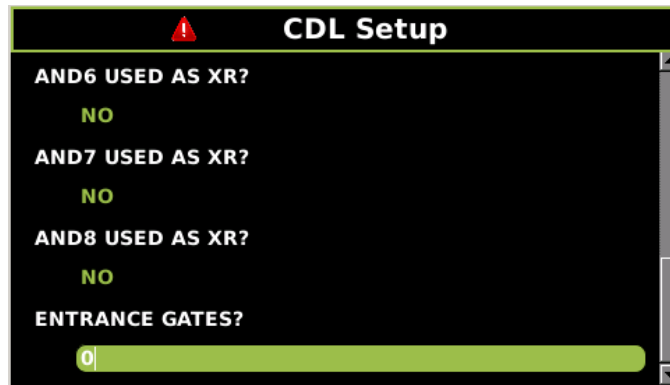 CDL Setup
AND6 USED AS XR?
NO
AND7 USED AS XR?
NO
AND8 USED AS XR?
NO
ENTRANCE GATES?
0